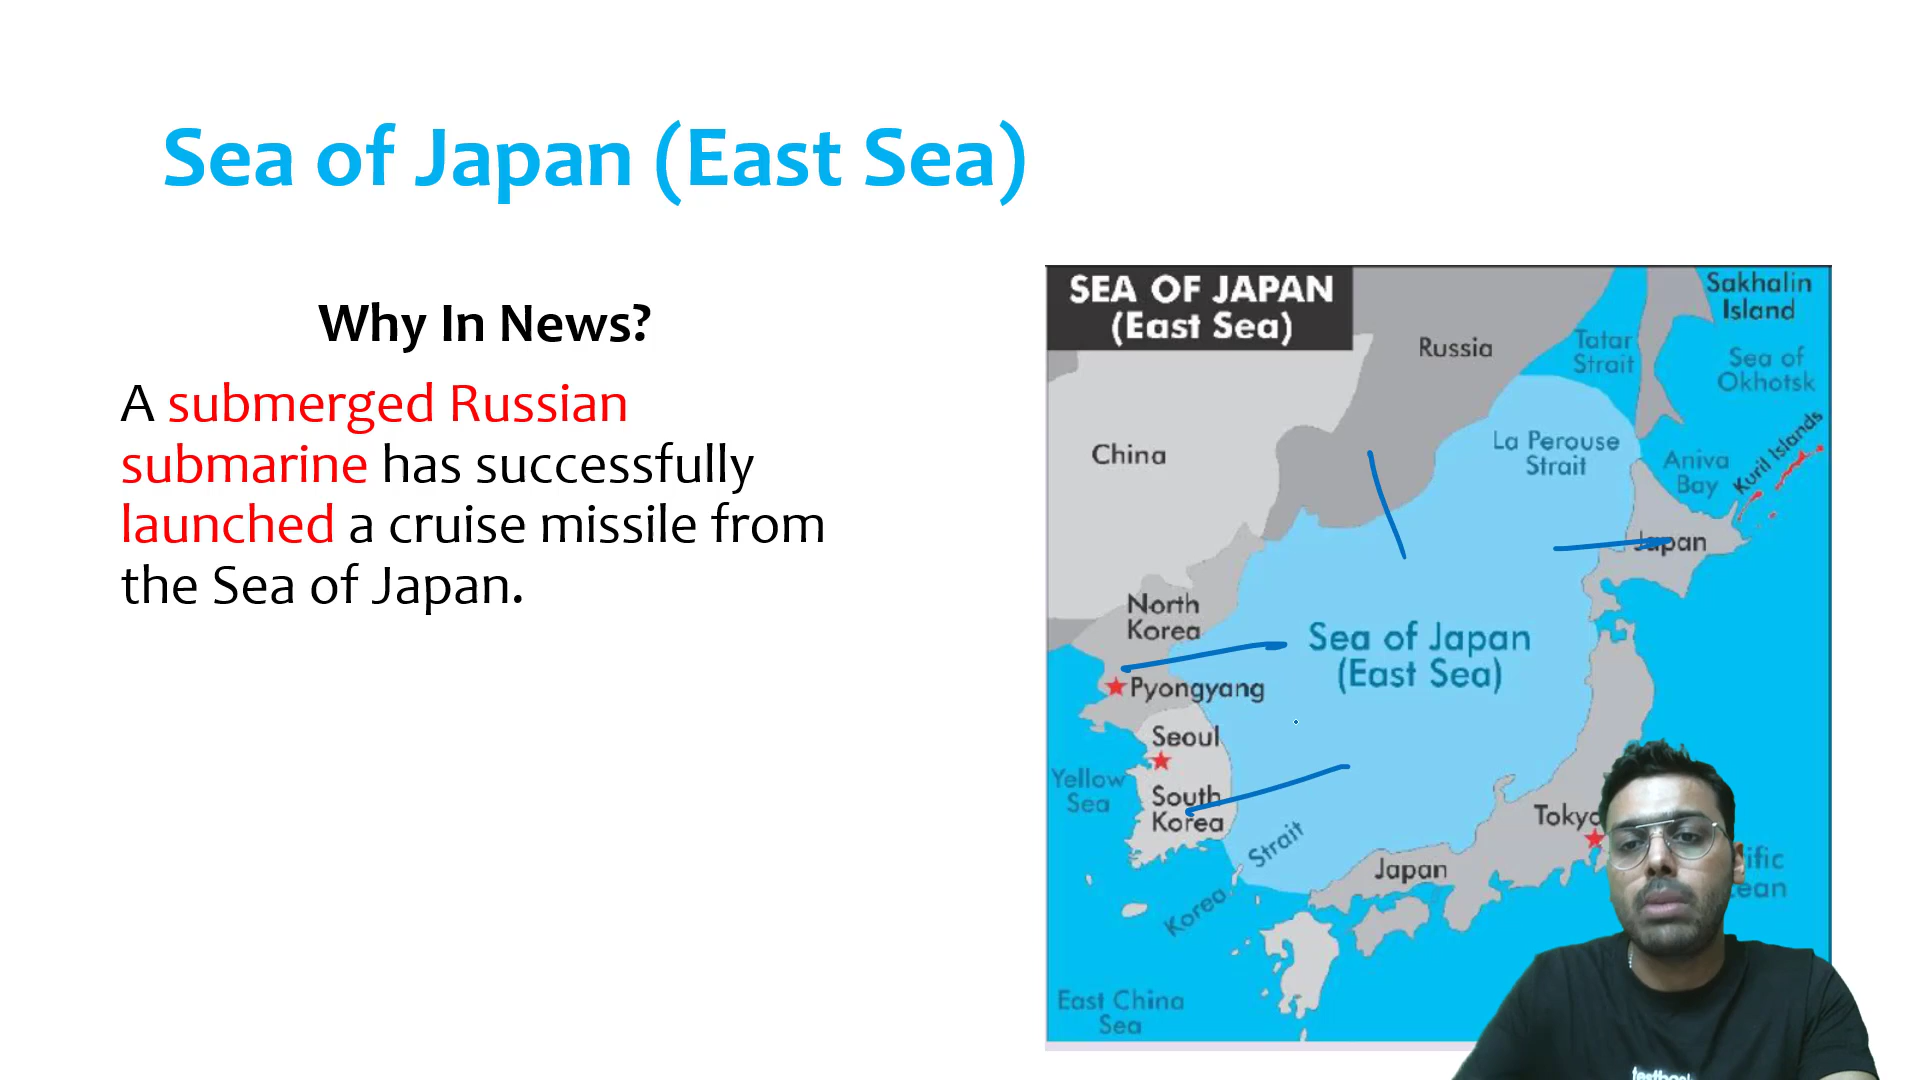 Sea of Japan (East Sea)
Why In News?
A submerged Russian
submarine has successfully
launched a cruise missile from
the Sea of Japan.
SEA OF JAPAN
(East Sea)
Sakhalin
Island
Russia
Tatar
Strait
Sea of
Okhotsk
China
La Perouse
Strait
Aniva
Bay
Kuril Islands
Japan
North
Korea
Sea of Japan
(East Sea)
Pyongyang
Seoul
Yellow
Sea
South
Korea
Korea Strait
Japan
East China
Sea